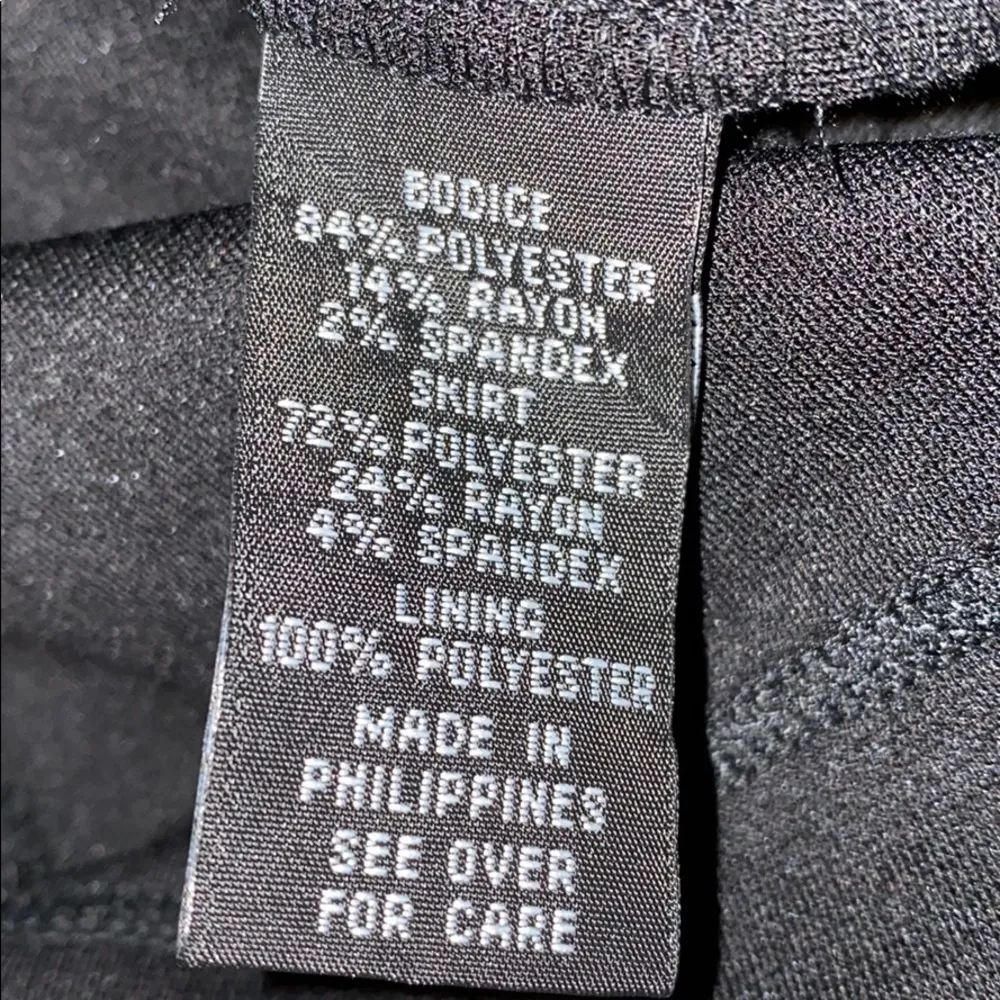 BODICE
84% POLYESTER
14% RAYON
2% SPANDEX
SKIRT
72% POLYESTER
24% RAYON
4% SPANDEX
LINING
100% POLYESTER
MADE IN
PHILIPPINES
SEE OVER
FOR CARE